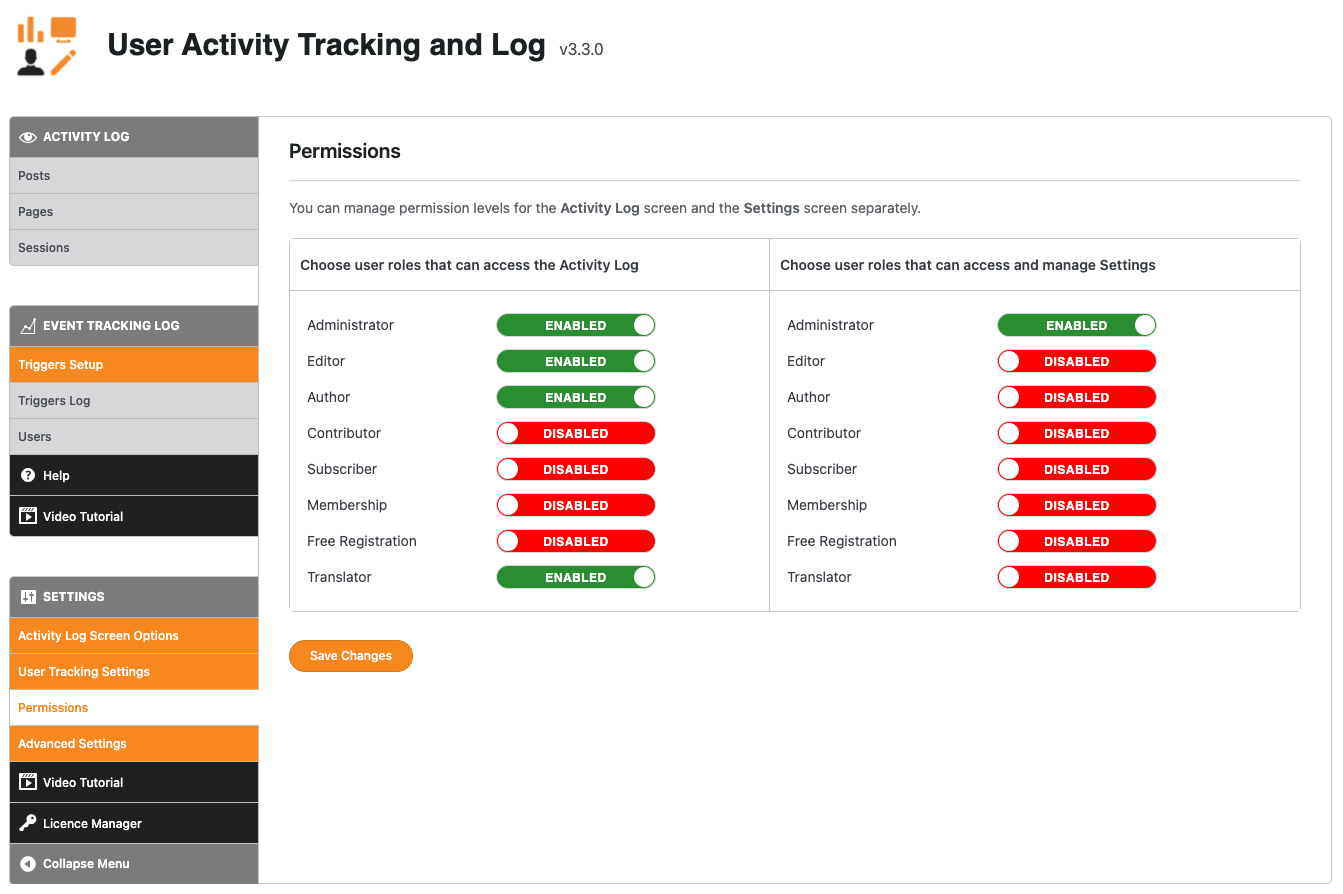 User Activity Tracking and Log v3.3.0
ACTIVITY LOG
Posts
Pages
Sessions
EVENT TRACKING LOG
Triggers Setup
Triggers Log
Users
Help
Video Tutorial
SETTINGS
Activity Log Screen Options
User Tracking Settings
Permissions
Advanced Settings
Video Tutorial
Licence Manager
Collapse Menu
Permissions
You can manage permission levels for the Activity Log screen and the Settings screen separately.
Choose user roles that can access the Activity Log
Administrator ENABLED
Editor ENABLED
Author ENABLED
Contributor DISABLED
Subscriber DISABLED
Membership DISABLED
Free Registration DISABLED
Translator ENABLED
Choose user roles that can access and manage Settings
Administrator ENABLED
Editor DISABLED
Author DISABLED
Contributor DISABLED
Subscriber DISABLED
Membership DISABLED
Free Registration DISABLED
Translator DISABLED
Save Changes